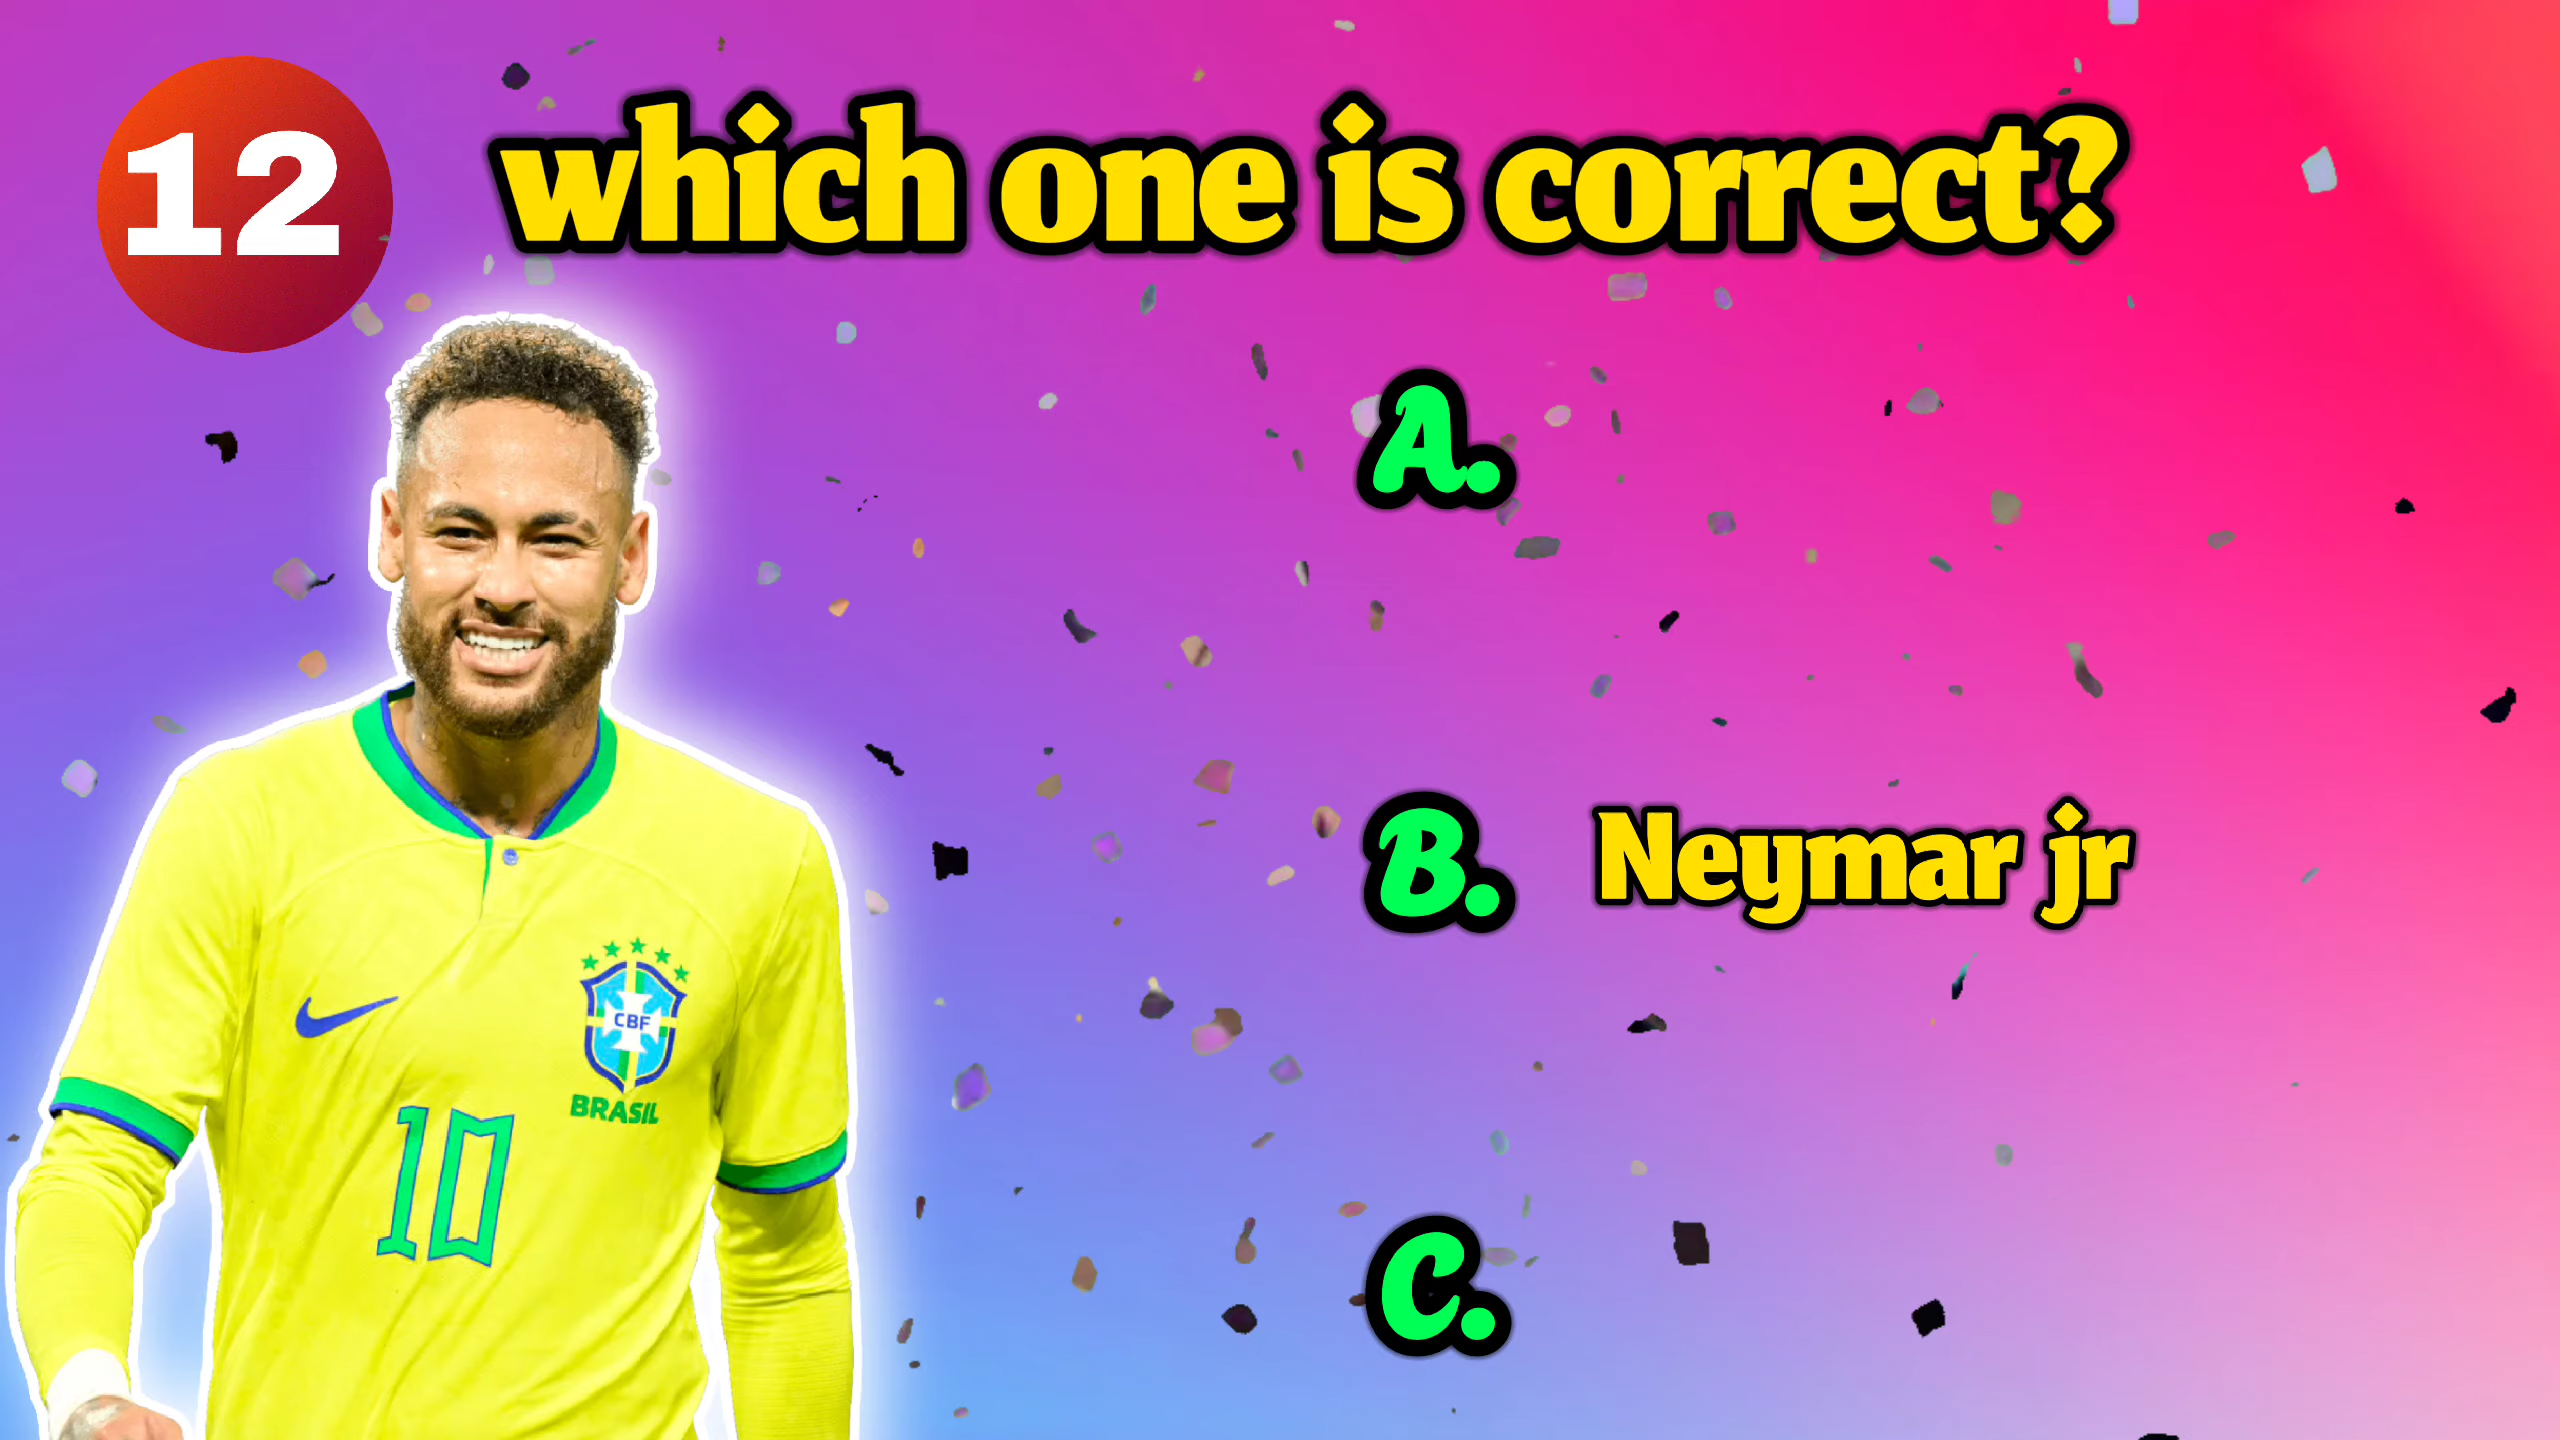 12
which one is correct?
A.
B. Neymar jr
CBF
BRASIL
10
C.